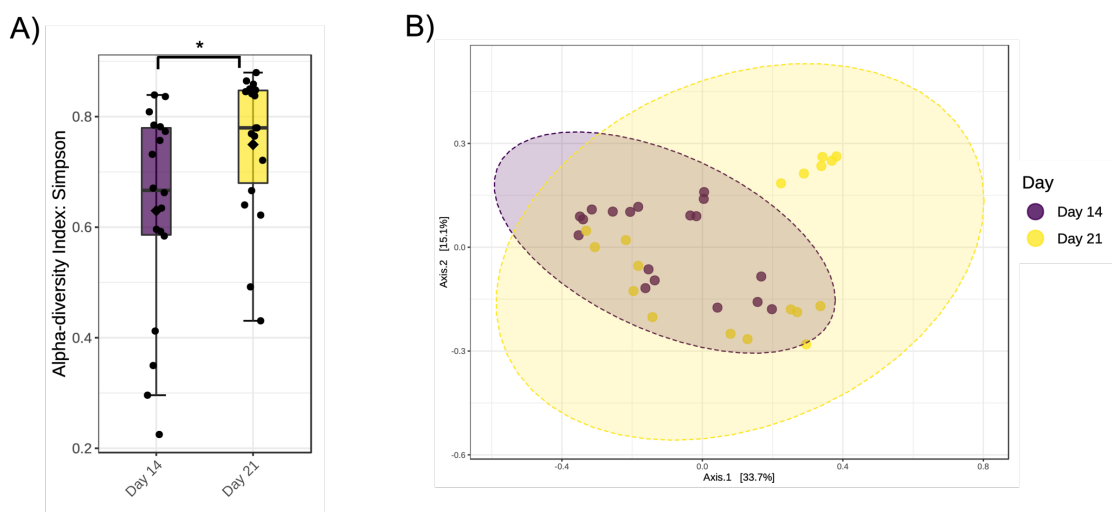 A)
*
Alpha-diversity Index: Simpson
0.8
0.6
0.4
0.2
Day 14
Day 21
B)
Axis.2 [15.1%]
0.3
0.0
-0.3
-0.6
-0.4
0.0
0.4
0.8
Axis.1 [33.7%]
Day
Day 14
Day 21